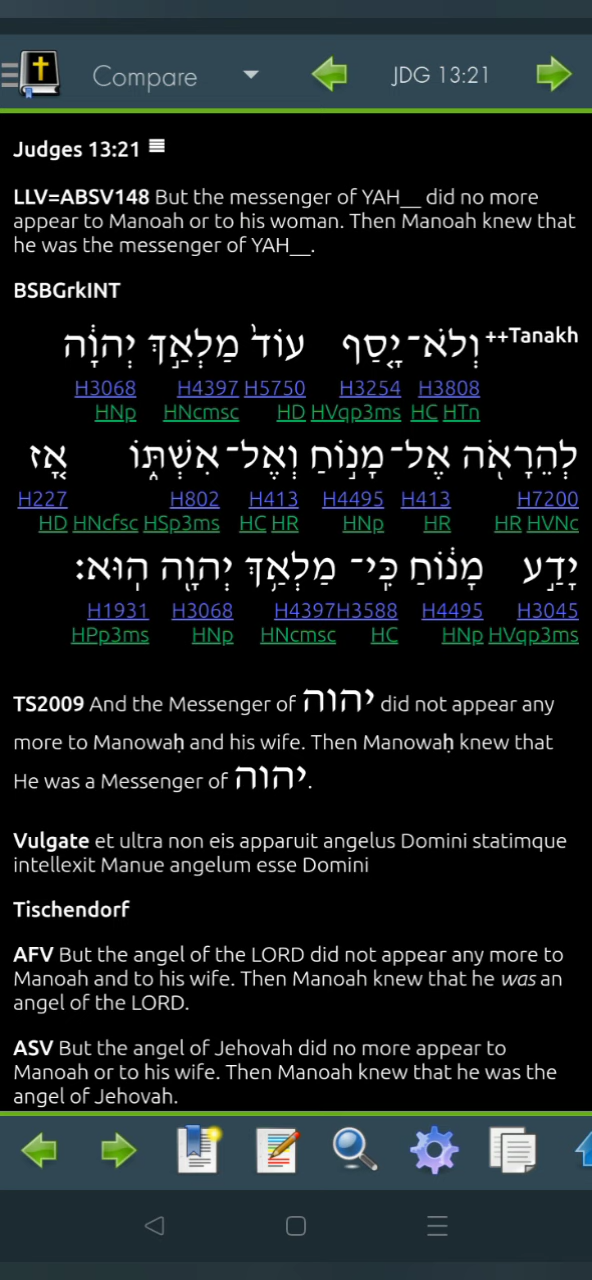 Compare
JDG 13:21
Judges 13:21
LLV=ABSV148 But the messenger of YAH__ did no more
appear to Manoah or to his woman. Then Manoah knew that
he was the messenger of YAH__.
BSBGrkINT
++Tanakh וְלֹא־ יָ֤סַף עוֹד֙ מַלְאַ֣ךְ יְהוָ֔ה
H3068 H4397 H5750 H3254 H3808
HNp HNcmsc HD HVqp3ms HC HTn
לְהֵרָאֹ֖ה אֶל־ מָנ֣וֹחַ וְאֶל־ אִשְׁתּ֑וֹ אָ֚ז
H227 H802 H413 H4495 H413 H7200
HD HNcfsc HSp3ms HC HR HNp HR HR HVNc
יָדַ֣ע מָנ֔וֹחַ כִּֽי־ מַלְאַ֥ךְ יְהוָ֖ה הֽוּא׃
H1931 H3068 H4397H3588 H4495 H3045
HPp3ms HNp HNcmsc HC HNp HVqp3ms
TS2009 And the Messenger of יהוה did not appear any
more to Manowaḥ and his wife. Then Manowaḥ knew that
He was a Messenger of יהוה.
Vulgate et ultra non eis apparuit angelus Domini statimque
intellexit Manue angelum esse Domini
Tischendorf
AFV But the angel of the LORD did not appear any more to
Manoah and to his wife. Then Manoah knew that he was an
angel of the LORD.
ASV But the angel of Jehovah did no more appear to
Manoah or to his wife. Then Manoah knew that he was the
angel of Jehovah.